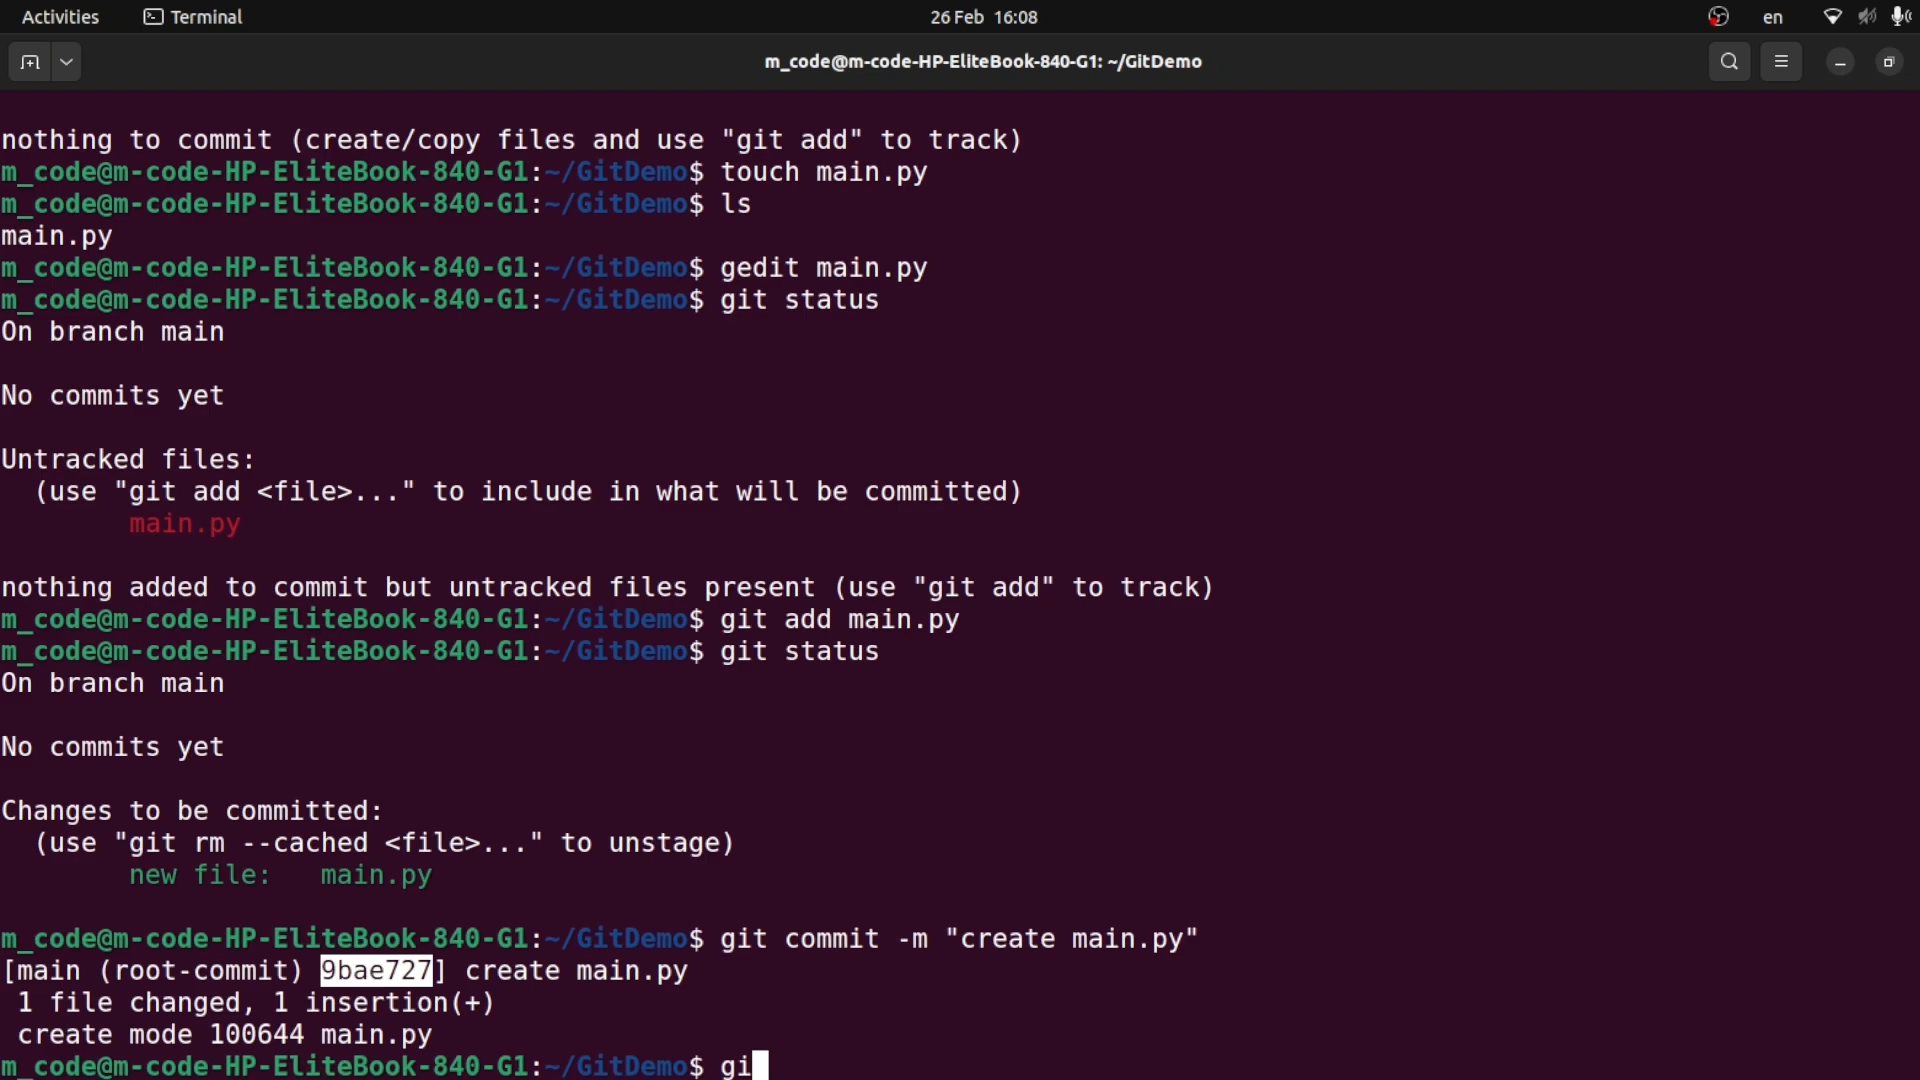 Activities Terminal 26 Feb 16:08 en
m_code@m-code-HP-EliteBook-840-G1: ~/GitDemo
nothing to commit (create/copy files and use "git add" to track)
m_code@m-code-HP-EliteBook-840-G1:~/GitDemo$ touch main.py
m_code@m-code-HP-EliteBook-840-G1:~/GitDemo$ ls
main.py
m_code@m-code-HP-EliteBook-840-G1:~/GitDemo$ gedit main.py
m_code@m-code-HP-EliteBook-840-G1:~/GitDemo$ git status
On branch main
No commits yet
Untracked files:
  (use "git add <file>..." to include in what will be committed)
        main.py
nothing added to commit but untracked files present (use "git add" to track)
m_code@m-code-HP-EliteBook-840-G1:~/GitDemo$ git add main.py
m_code@m-code-HP-EliteBook-840-G1:~/GitDemo$ git status
On branch main
No commits yet
Changes to be committed:
  (use "git rm --cached <file>..." to unstage)
        new file:   main.py
m_code@m-code-HP-EliteBook-840-G1:~/GitDemo$ git commit -m "create main.py"
[main (root-commit) 9bae727] create main.py
 1 file changed, 1 insertion(+)
 create mode 100644 main.py
m_code@m-code-HP-EliteBook-840-G1:~/GitDemo$ gi